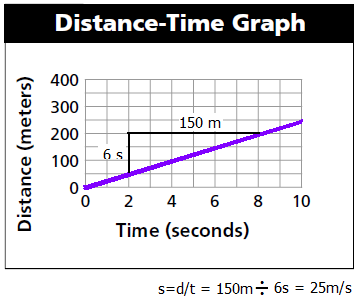 Distance-Time Graph
Distance (meters)
400
300
200
100
0
150 m
6 s
0 2 4 6 8 10
Time (seconds)
s=d/t = 150m÷ 6s = 25m/s